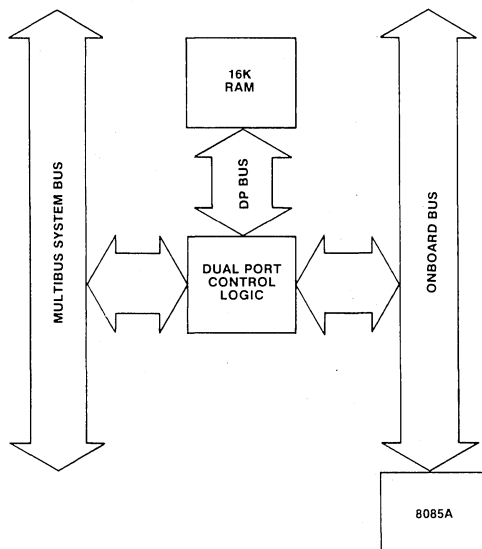 16K
RAM
MULTIBUS SYSTEM BUS
DP BUS
ONBOARD BUS
DUAL PORT
CONTROL
LOGIC
8085A